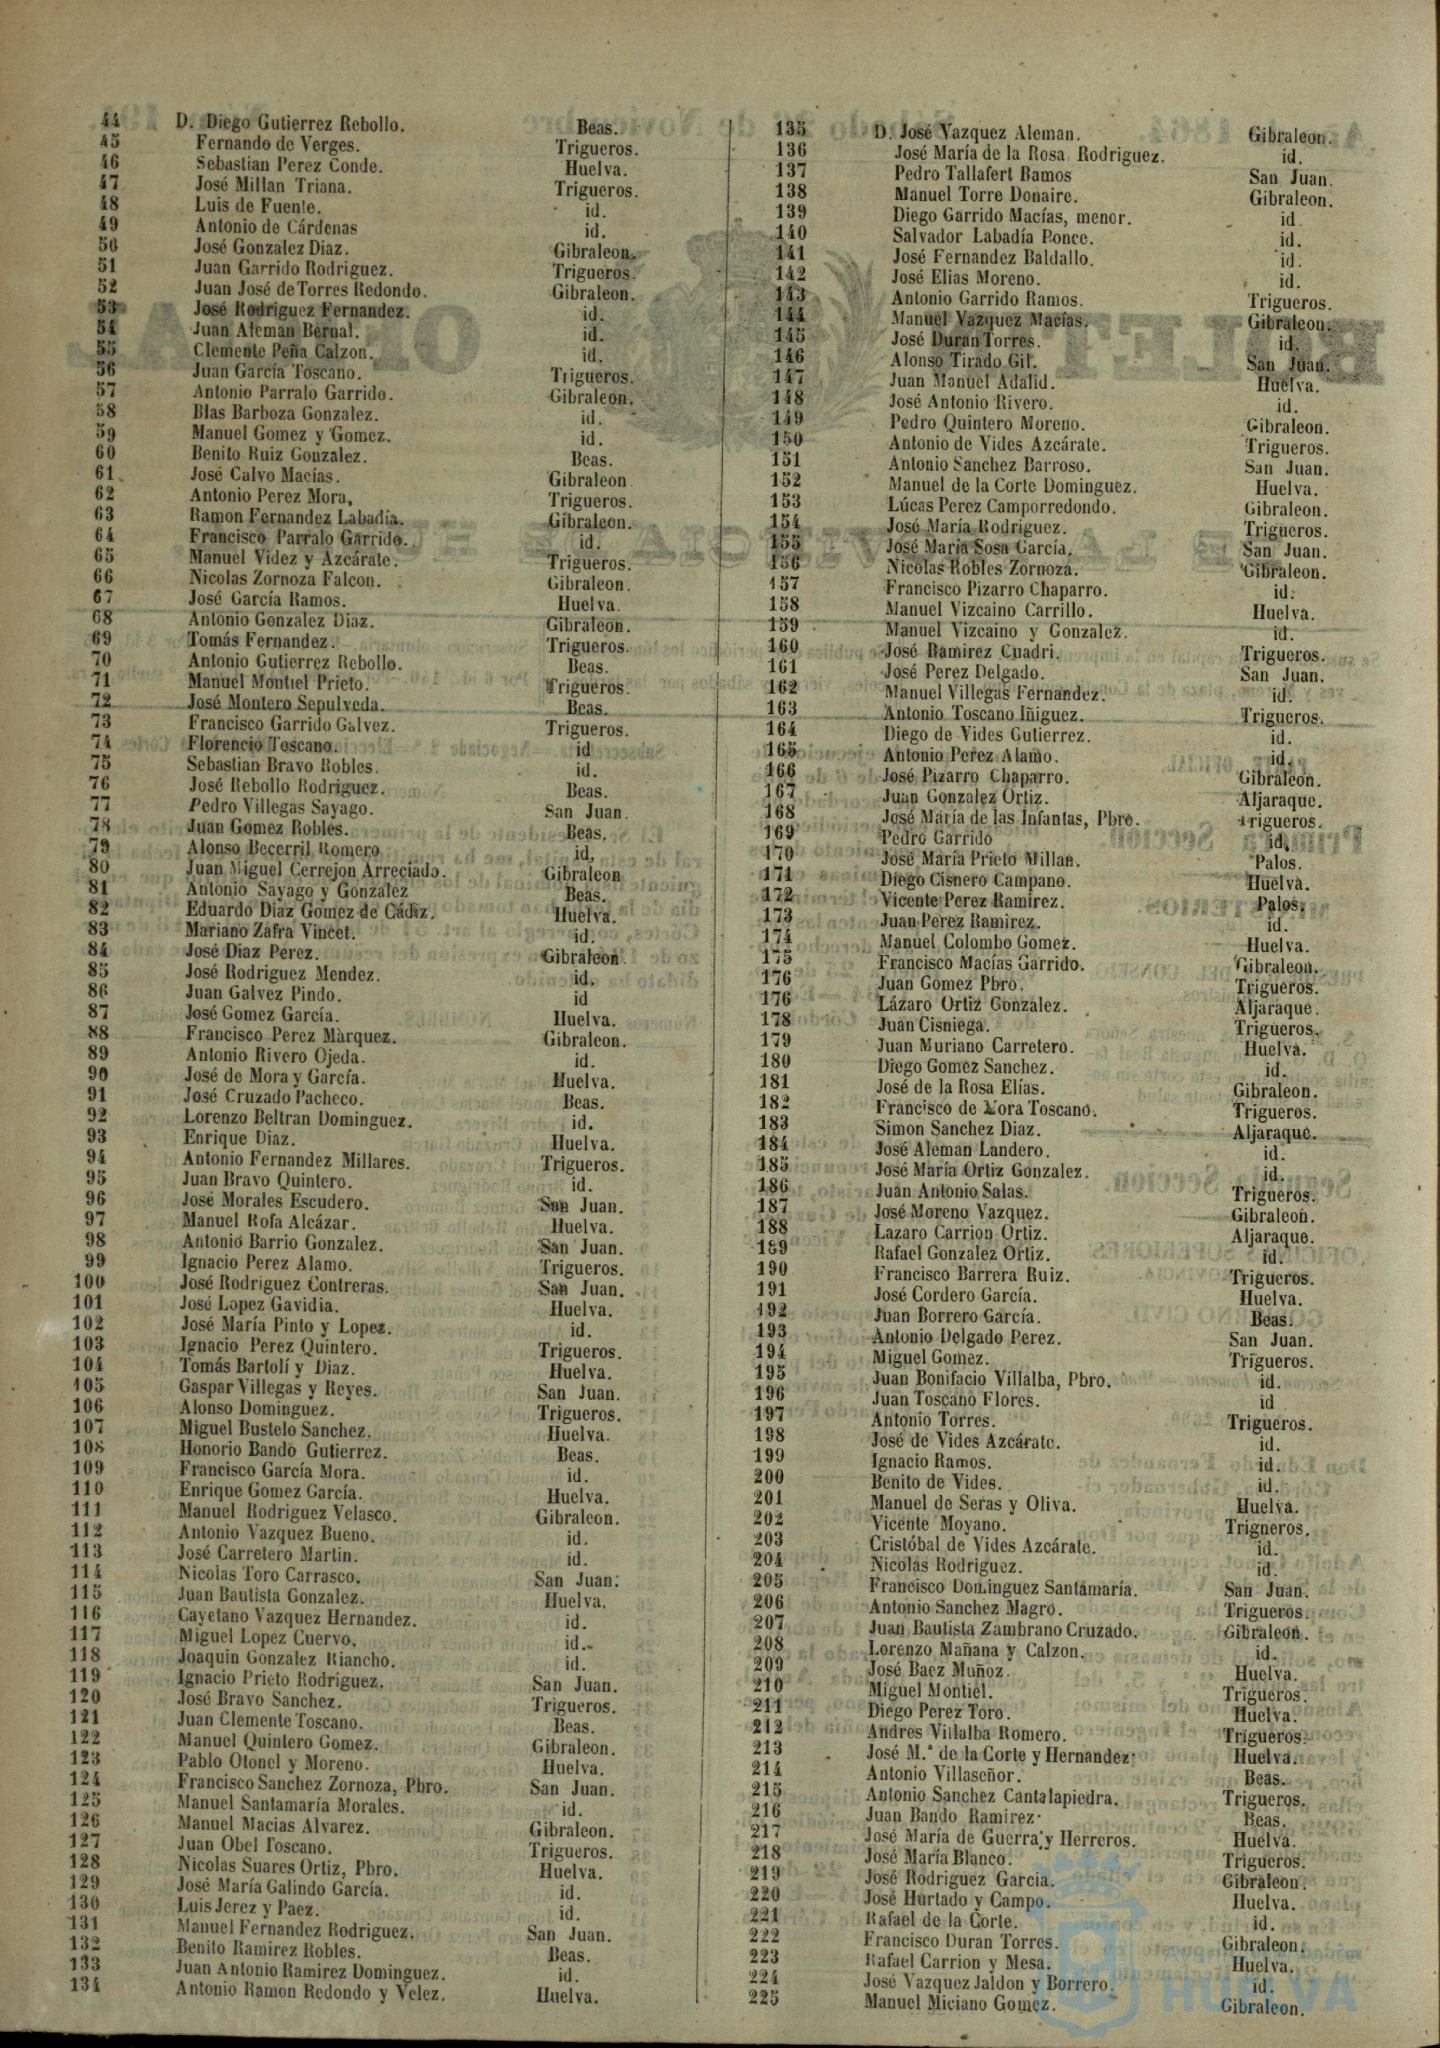 44 D. Diego Gutierrez Rebollo. Beas.
45 Fernando de Verges. Trigueros.
46 Sebastian Perez Conde. Huelva.
47 José Millan Triana. Trigueros.
48 Luis de Fuente. id.
49 Antonio de Cárdenas id.
50 José Gonzalez Diaz. Gibraleon.
51 Juan Garrido Rodriguez. Trigueros.
52 Juan José de Torres Redondo. Gibraleon.
53 José Rodriguez Fernandez. id.
54 Juan Aleman Bernal. id.
55 Clemente Peña Calzon. id.
56 Juan García Toscano. Trigueros.
57 Antonio Parralo Garrido. Gibraleon.
58 Blas Barboza Gonzalez. id.
59 Manuel Gomez y Gomez. id.
60 Benito Ruiz Gonzalez. Beas.
61 José Calvo Macías. Gibraleon
62 Antonio Perez Mora, Trigueros.
63 Ramon Fernandez Labadía. Gibraleon.
64 Francisco Parralo Garrido. id.
65 Manuel Videz y Azcárate. Trigueros.
66 Nicolas Zornoza Falcon. Gibraleon.
67 José García Ramos. Huelva.
68 Antonio Gonzalez Diaz. Gibraleon.
69 Tomás Fernandez. Trigueros.
70 Antonio Gutierrez Rebollo. Beas.
71 Manuel Montiel Prieto. Trigueros.
72 José Montero Sepulveda. Beas.
73 Francisco Garrido Galvez. Trigueros.
74 Florencio Toscano. id
75 Sebastian Bravo Robles. id.
76 José Rebollo Rodriguez. Beas.
77 Pedro Villegas Sayago. San Juan.
78 Juan Gomez Robles. Beas.
79 Alonso Becerril Romero id.
80 Juan Miguel Cerrejon Arreciado. Gibraleon
81 Antonio Sayago y Gonzalez Beas.
82 Eduardo Diaz Gomez de Cádiz. Huelva.
83 Mariano Zafra Vincet. id.
84 José Diaz Perez. Gibraleon.
85 José Rodriguez Mendez. id.
86 Juan Galvez Pindo. id
87 José Gomez García. Huelva.
88 Francisco Perez Màrquez. Gibraleon.
89 Antonio Rivero Ojeda. id.
90 José de Mora y García. Huelva.
91 José Cruzado Pacheco. Beas.
92 Lorenzo Beltran Dominguez. id.
93 Enrique Diaz. Huelva.
94 Antonio Fernandez Millares. Trigueros.
95 Juan Bravo Quintero. id.
96 José Morales Escudero. San Juan.
97 Manuel Rofa Alcázar. Huelva.
98 Antonio Barrio Gonzalez. San Juan.
99 Ignacio Perez Alamo. Trigueros.
100 José Rodriguez Contreras. San Juan.
101 José Lopez Gavidia. Huelva.
102 José María Pinto y Lopez. id.
103 Ignacio Perez Quintero. Trigueros.
104 Tomás Bartolí y Diaz. Huelva.
105 Gaspar Villegas y Reyes. San Juan.
106 Alonso Dominguez. Trigueros.
107 Miguel Bustelo Sanchez. Huelva.
108 Honorio Bando Gutierrez. Beas.
109 Francisco García Mora. id.
110 Enrique Gomez García. Huelva.
111 Manuel Rodriguez Velasco. Gibraleon.
112 Antonio Vazquez Bueno. id.
113 José Carretero Martin. id.
114 Nicolas Toro Carrasco. San Juan.
115 Juan Bautista Gonzalez. Huelva.
116 Cayetano Vazquez Hernandez. id.
117 Miguel Lopez Cuervo. id.
118 Joaquin Gonzalez Riancho. id.
119 Ignacio Prieto Rodriguez. San Juan.
120 José Bravo Sanchez. Trigueros.
121 Juan Clemente Toscano. Beas.
122 Manuel Quintero Gomez. Gibraleon.
123 Pablo Otonel y Moreno. Huelva.
124 Francisco Sanchez Zornoza, Pbro. San Juan.
125 Manuel Santamaría Morales. id.
126 Manuel Macias Alvarez. Gibraleon.
127 Juan Obel Toscano. Trigueros.
128 Nicolas Suares Ortiz, Pbro. Huelva.
129 José María Galindo García. id.
130 Luis Jerez y Paez. id.
131 Manuel Fernandez Rodriguez. San Juan.
132 Benito Ramirez Robles. Beas.
133 Juan Antonio Ramirez Dominguez. id.
134 Antonio Ramon Redondo y Velez. Huelva.
135 D. José Vazquez Aleman. Gibraleon.
136 José María de la Rosa Rodriguez. id.
137 Pedro Tallafert Ramos San Juan.
138 Manuel Torre Donaire. Gibraleon.
139 Diego Garrido Macías, menor. id.
140 Salvador Labadía Ponce. id.
141 José Fernandez Baldallo. id.
142 José Elias Moreno. id.
143 Antonio Garrido Ramos. Trigueros.
144 Manuel Vazquez Macías. Gibraleon.
145 José Duran Torres. id.
146 Alonso Tirado Gil. San Juan.
147 Juan Manuel Adalid. Huelva.
148 José Antonio Rivero. id.
149 Pedro Quintero Moreno. Gibraleon.
150 Antonio de Vides Azcárate. Trigueros.
151 Antonio Sanchez Barroso. San Juan.
152 Manuel de la Corte Dominguez. Huelva.
153 Lúcas Perez Camporredondo. Gibraleon.
154 José María Rodriguez. Trigueros.
155 José María Sosa García. San Juan.
156 Nicolas Robles Zornoza. Gibraleon.
157 Francisco Pizarro Chaparro. id.
158 Manuel Vizcaino Carrillo. Huelva.
159 Manuel Vizcaino y Gonzalez. id.
160 José Ramirez Cuadri. Trigueros.
161 José Perez Delgado. San Juan.
162 Manuel Villegas Fernandez. id.
163 Antonio Toscano Iñiguez. Trigueros.
164 Diego de Vides Gutierrez. id.
165 Antonio Perez Alamo. id.
166 José Pizarro Chaparro. Gibraleon.
167 Juan Gonzalez Ortiz. Aljaraque.
168 José María de las Infantas, Pbro. Trigueros.
169 Pedro Garrido id.
170 José María Prieto Millan. Palos.
171 Diego Cisnero Campano. Huelva.
172 Vicente Perez Ramirez. Palos.
173 Juan Perez Ramirez. id.
174 Manuel Colombo Gomez. Huelva.
175 Francisco Macías Garrido. Gibraleon.
176 Juan Gomez Pbro. Trigueros.
176 Lázaro Ortiz Gonzalez. Aljaraque.
178 Juan Cisniega. Trigueros.
179 Juan Muriano Carretero. Huelva.
180 Diego Gomez Sanchez. id.
181 José de la Rosa Elías. Gibraleon.
182 Francisco de Mora Toscano. Trigueros.
183 Simon Sanchez Diaz. Aljaraque.
184 José Aleman Landero. id.
185 José María Ortiz Gonzalez. id.
186 Juan Antonio Salas. Trigueros.
187 José Moreno Vazquez. Gibraleon.
188 Lazaro Carrion Ortiz. Aljaraque.
189 Rafael Gonzalez Ortiz. id.
190 Francisco Barrera Ruiz. Trigueros.
191 José Cordero García. Huelva.
192 Juan Borrero García. Beas.
193 Antonio Delgado Perez. San Juan.
194 Miguel Gomez. Trigueros.
195 Juan Bonifacio Villalba, Pbro. id.
196 Juan Toscano Flores. id
197 Antonio Torres. Trigueros.
198 José de Vides Azcárate. id.
199 Ignacio Ramos. id.
200 Benito de Vides. id.
201 Manuel de Seras y Oliva. Huelva.
202 Vicente Moyano. Trigneros.
203 Cristóbal de Vides Azcárate. id.
204 Nicolas Rodriguez. id.
205 Francisco Dominguez Santamaría. San Juan.
206 Antonio Sanchez Magro. Trigueros.
207 Juan Bautista Zambrano Cruzado. Gibraleon.
208 Lorenzo Mañana y Calzon. id.
209 José Baez Muñoz. Huelva.
210 Miguel Montiel. Trigueros.
211 Diego Perez Toro. Huelva.
212 Andres Villalba Romero. Trigueros.
213 José M.ª de la Corte y Hernandez. Huelva.
214 Antonio Villaseñor. Beas.
215 Antonio Sanchez Cantalapiedra. Trigueros.
216 Juan Bando Ramirez. Beas.
217 José María de Guerra y Herreros. Huelva.
218 José María Blanco. Trigueros.
219 José Rodriguez Garcia. Gibraleon.
220 José Hurtado y Campo. Huelva.
221 Rafael de la Corte. id.
222 Francisco Duran Torres. Gibraleon.
223 Rafael Carrion y Mesa. Huelva.
224 José Vazquez Jaldon y Borrero. id.
225 Manuel Miciano Gomez. Gibraleon.
HUELVA